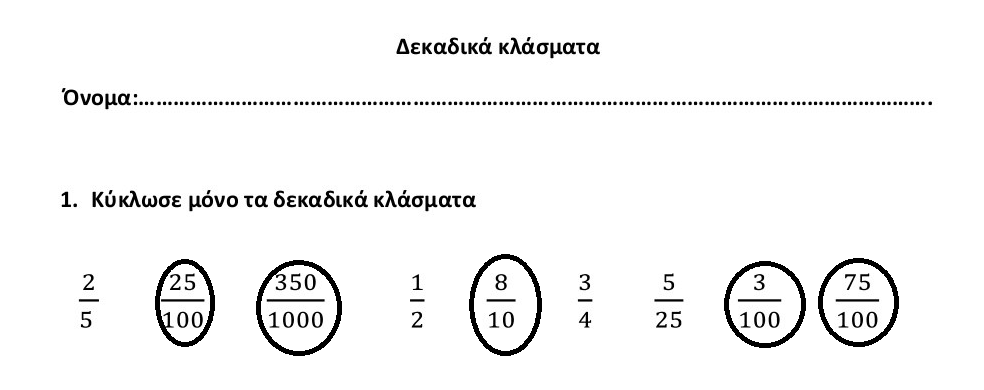 Δεκαδικά κλάσματα
Όνομα:……………………………………………………………………………………………………………………….
1. Κύκλωσε μόνο τα δεκαδικά κλάσματα
2/5 25/100 350/1000 1/2 8/10 3/4 5/25 3/100 75/100